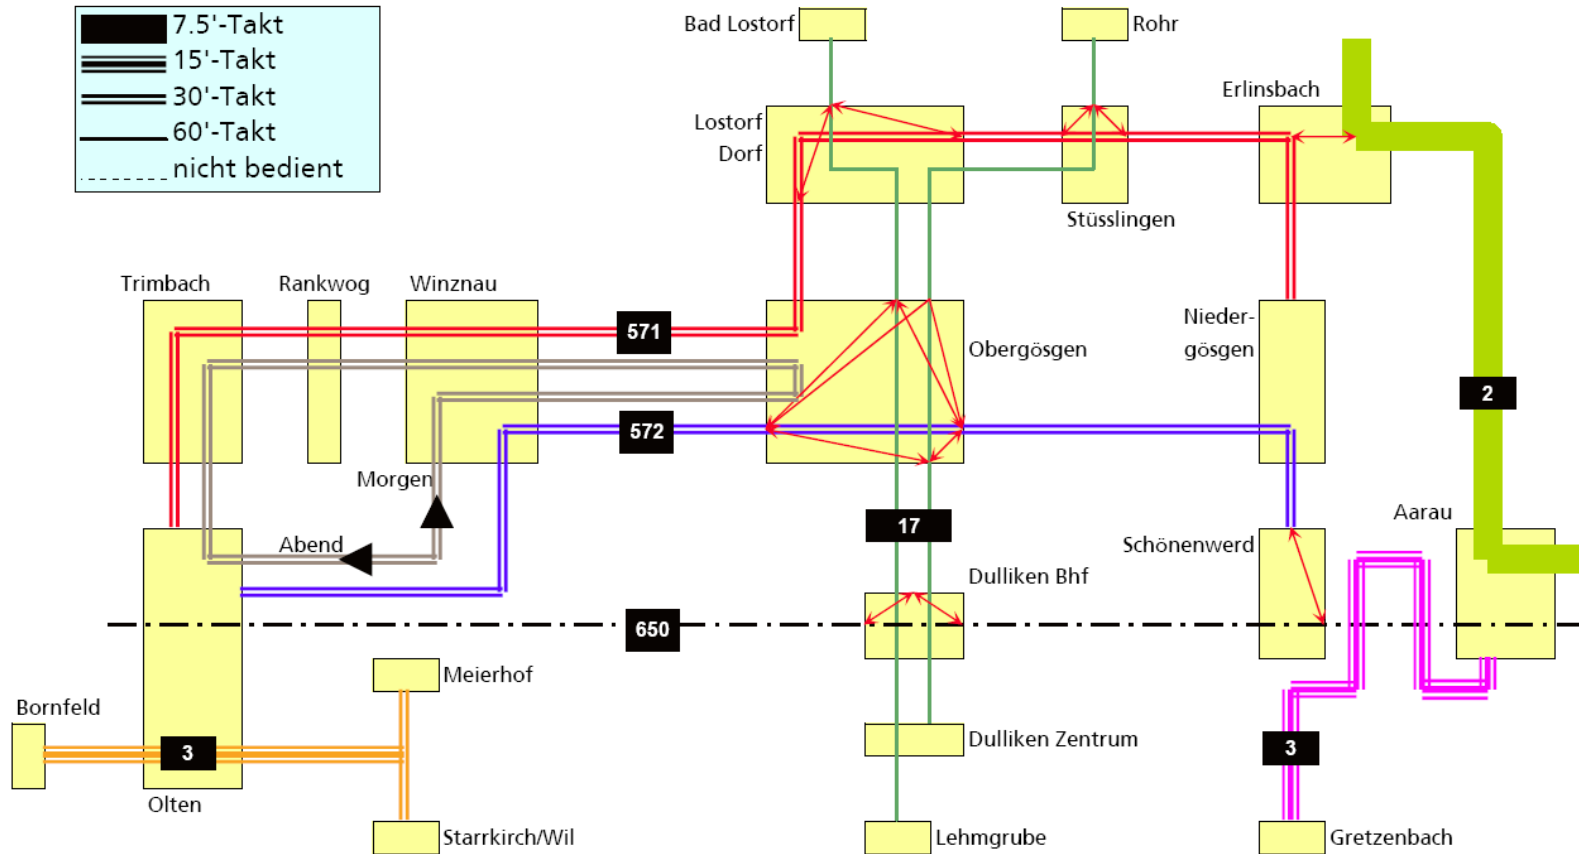 7.5'-Takt
15'-Takt
30'-Takt
60'-Takt
nicht bedient
Bad Lostorf
Rohr
Erlinsbach
Lostorf
Dorf
Stüsslingen
Trimbach
Rankwog
Winznau
571
Nieder-
gösgen
Obergösgen
2
572
Morgen
Abend
17
Aarau
Schönenwerd
Dulliken Bhf
650
Meierhof
Bornfeld
3
Dulliken Zentrum
3
Olten
Starrkirch/Wil
Lehmgrube
Gretzenbach